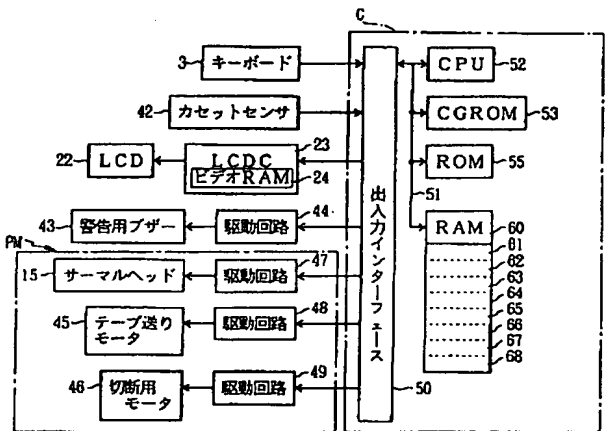 C
3
キーボード
CPU
52
42
カセットセンサ
CGROM
53
23
22
LCD
LCDC
ビデオRAM
24
ROM
55
51
44
43
警告用ブザー
駆動回路
RAM
60
PM
47
61
15
サーマルヘッド
駆動回路
62
63
48
64
45
テープ送り
モータ
駆動回路
65
66
67
49
68
46
切断用
モータ
駆動回路
50
出入力インターフェース